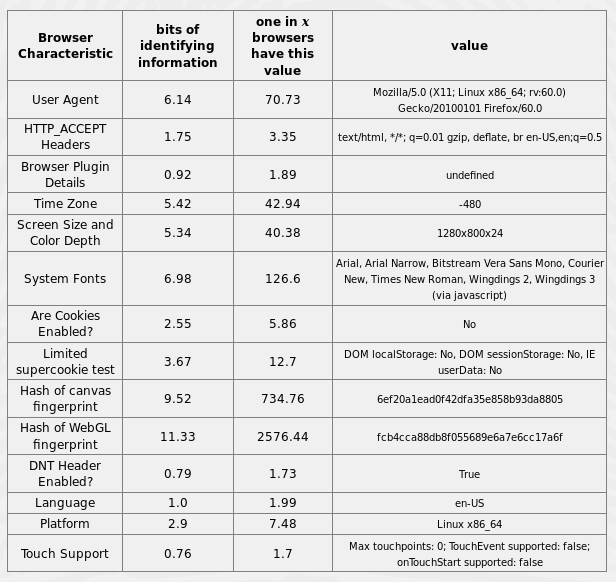 Browser Characteristic
bits of identifying information
one in x browsers have this value
value
User Agent
6.14
70.73
Mozilla/5.0 (X11; Linux x86_64; rv:60.0)
Gecko/20100101 Firefox/60.0
HTTP_ACCEPT
Headers
1.75
3.35
text/html, */*; q=0.01 gzip, deflate, br en-US,en;q=0.5
Browser Plugin
Details
0.92
1.89
undefined
Time Zone
5.42
42.94
-480
Screen Size and
Color Depth
5.34
40.38
1280x800x24
System Fonts
6.98
126.6
Arial, Arial Narrow, Bitstream Vera Sans Mono, Courier
New, Times New Roman, Wingdings 2, Wingdings 3
(via javascript)
Are Cookies
Enabled?
2.55
5.86
No
Limited
supercookie test
3.67
12.7
DOM localStorage: No, DOM sessionStorage: No, IE
userData: No
Hash of canvas
fingerprint
9.52
734.76
6ef20a1ead0f42dfa35e858b93da8805
Hash of WebGL
fingerprint
11.33
2576.44
fcb4cca88db8f055689e6a7e6cc17a6f
DNT Header
Enabled?
0.79
1.73
True
Language
1.0
1.99
en-US
Platform
2.9
7.48
Linux x86_64
Touch Support
0.76
1.7
Max touchpoints: 0; TouchEvent supported: false;
onTouchStart supported: false